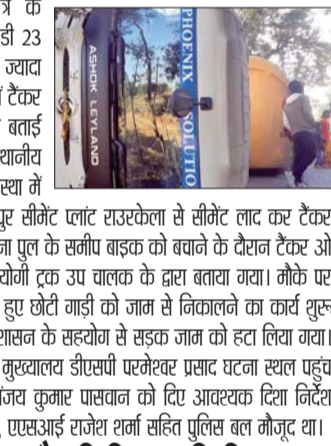 त्र के
डी 23
ज्यादा
टैंकर
बताई
थानीय
स्था में
ASHOK LEYLAND
PHOENIX SOLUTIO
पुर सीमेंट प्लांट राउरकेला से सीमेंट लाद कर टैंकर
ना पुल के समीप बाइक को बचाने के दौरान टैंकर ओ
योगी ट्रक उप चालक के द्वारा बताया गया। मौके पर
हुए छोटी गाड़ी को जाम से निकालने का कार्य शुरू
शासन के सहयोग से सड़क जाम को हटा लिया गया।
मुख्यालय डीएसपी परमेश्वर प्रसाद घटना स्थल पहुंच
ंजय कुमार पासवान को दिए आवश्यक दिशा निर्देश
, एएसआई राजेश शर्मा सहित पुलिस बल मौजूद था।